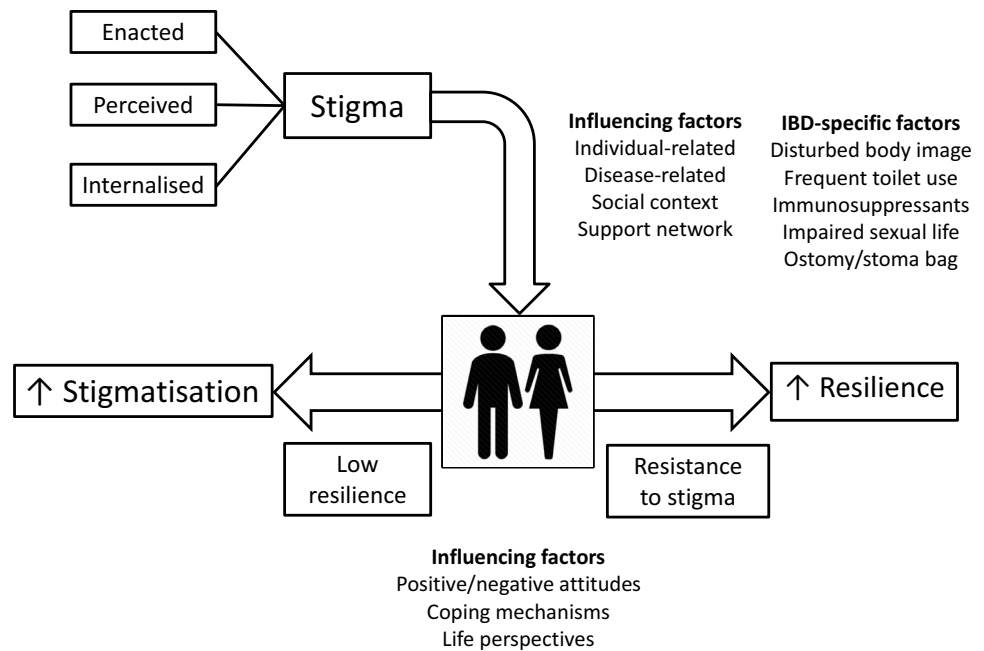 Enacted
Perceived
Internalised
Stigma
Influencing factors
Individual-related
Disease-related
Social context
Support network
IBD-specific factors
Disturbed body image
Frequent toilet use
Immunosuppressants
Impaired sexual life
Ostomy/stoma bag
↑ Stigmatisation
↑ Resilience
Low
resilience
Resistance
to stigma
Influencing factors
Positive/negative attitudes
Coping mechanisms
Life perspectives